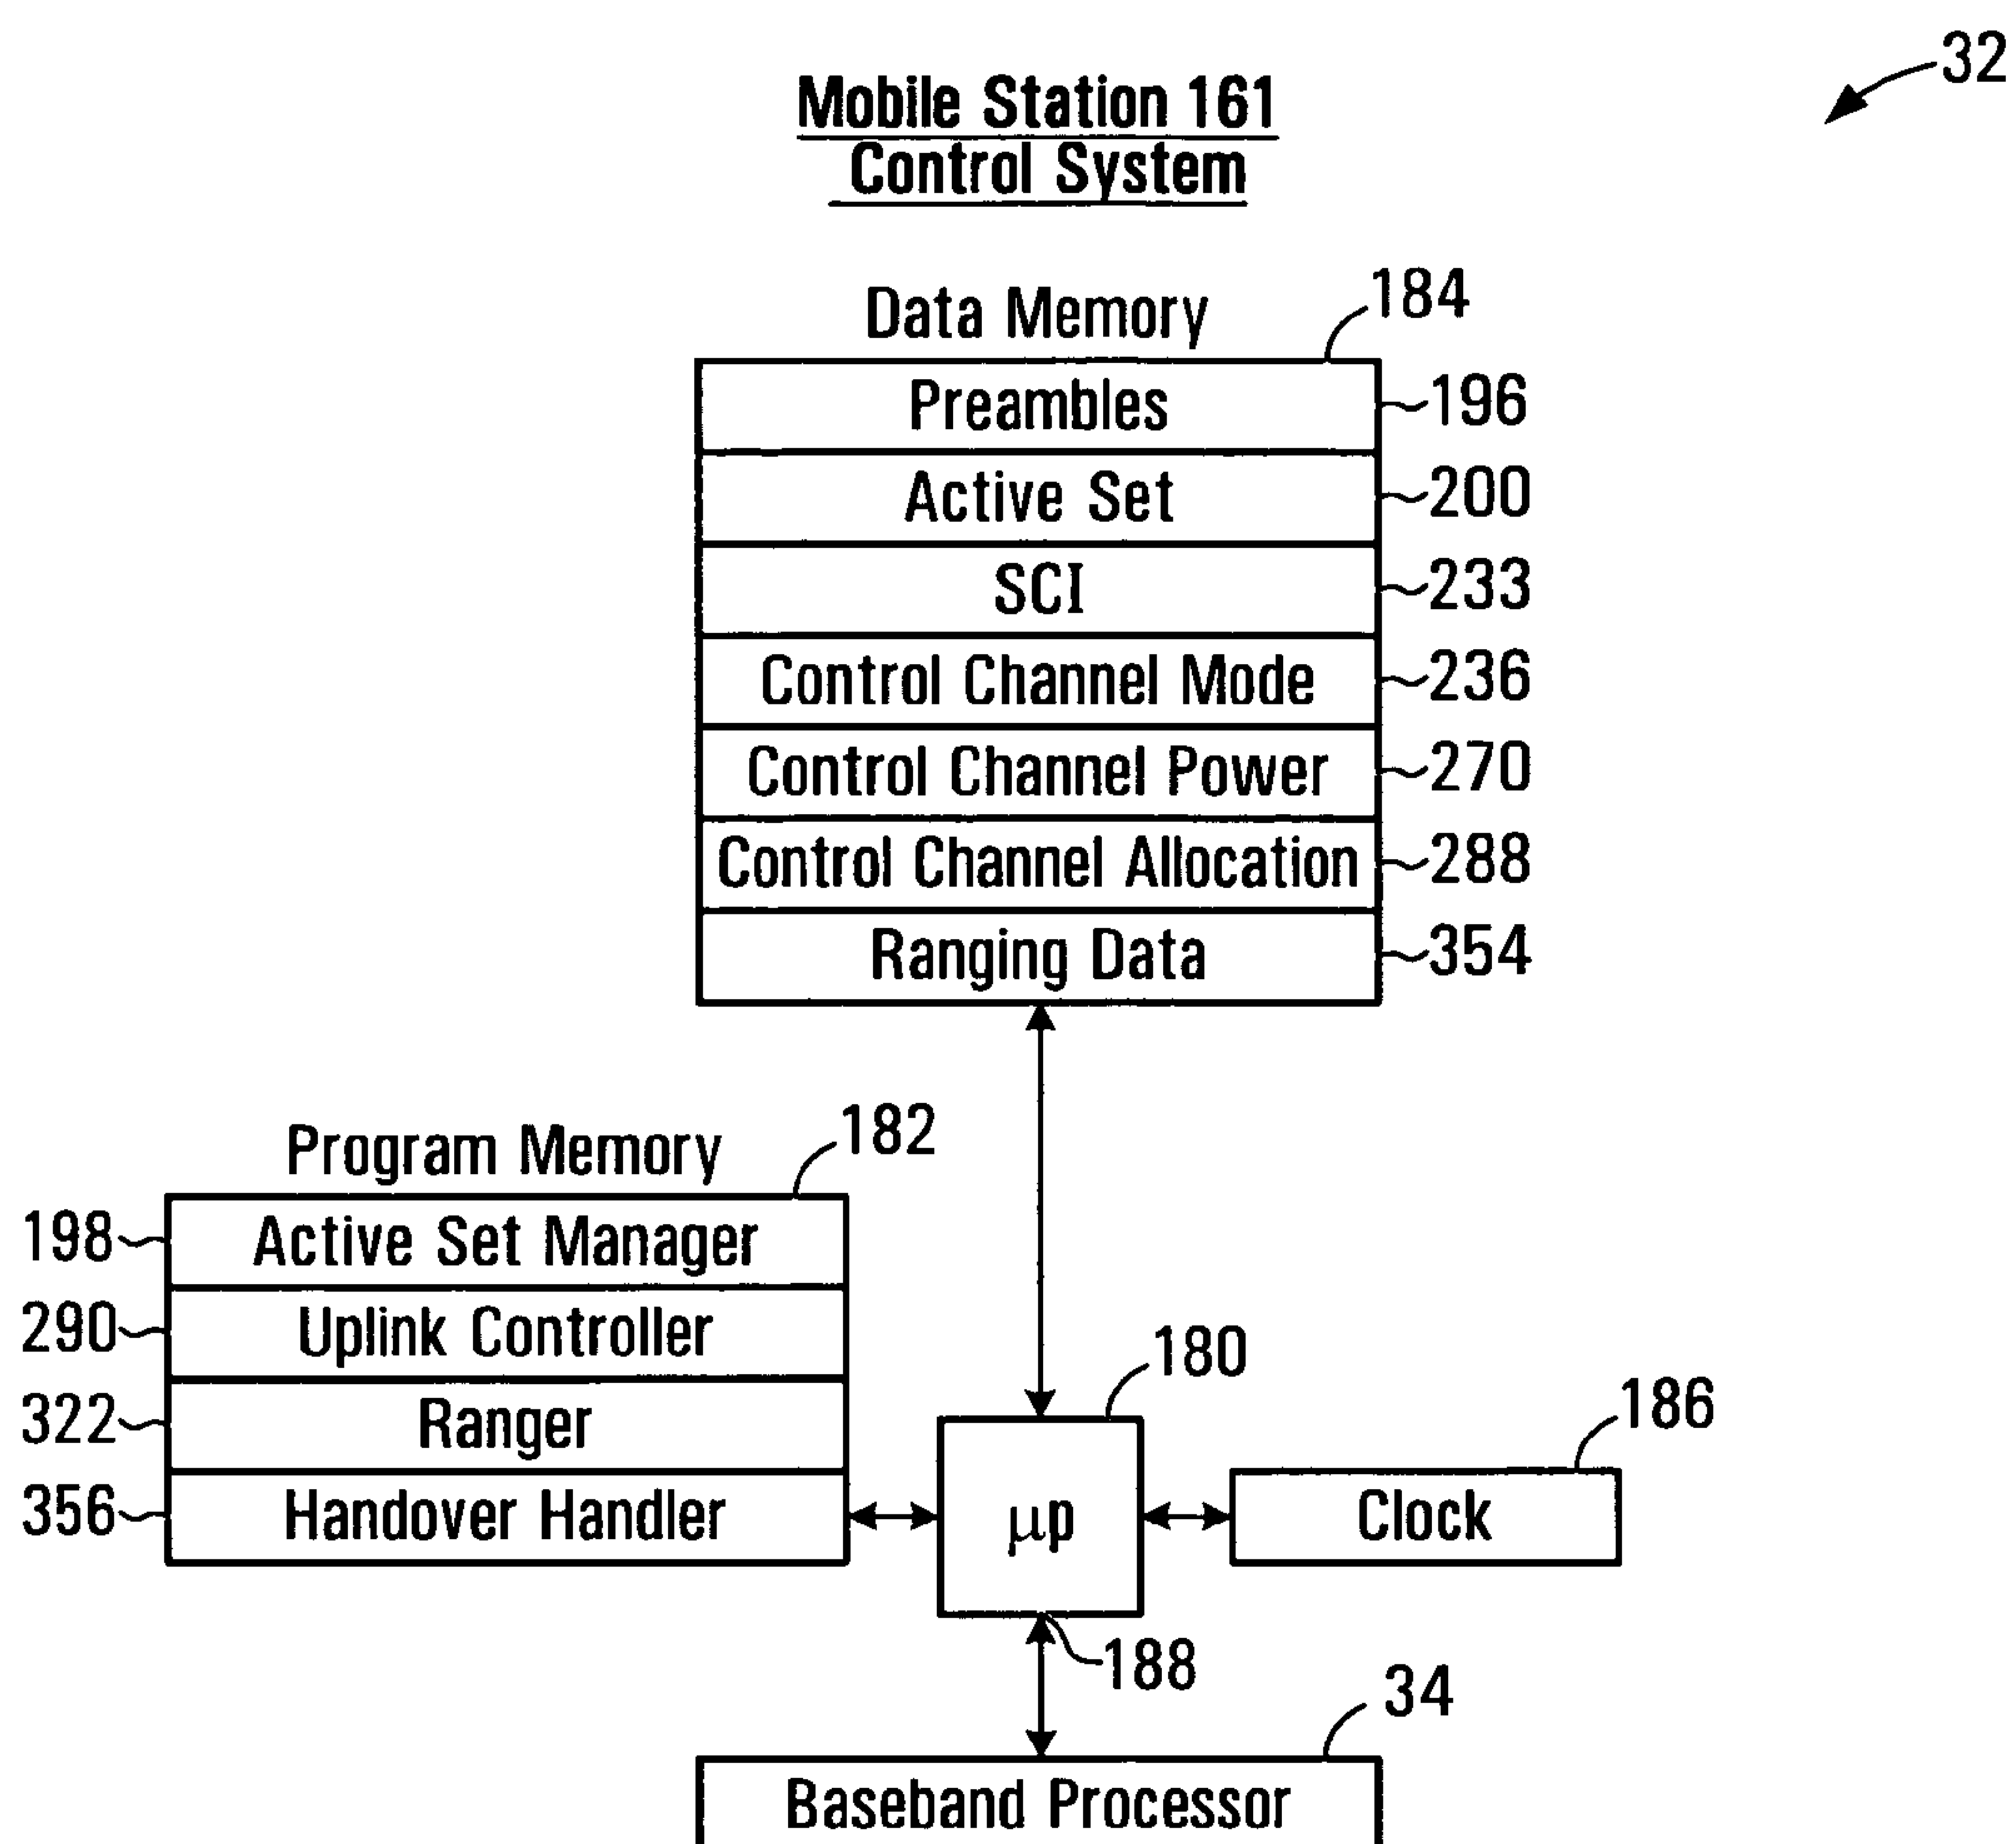 32
Mobile Station 161
Control System
Data Memory
184
Preambles
196
Active Set
200
SCI
233
Control Channel Mode
236
Control Channel Power
270
Control Channel Allocation
288
Ranging Data
354
Program Memory
182
198
Active Set Manager
290
Uplink Controller
322
Ranger
356
Handover Handler
180
μp
186
Clock
188
34
Baseband Processor